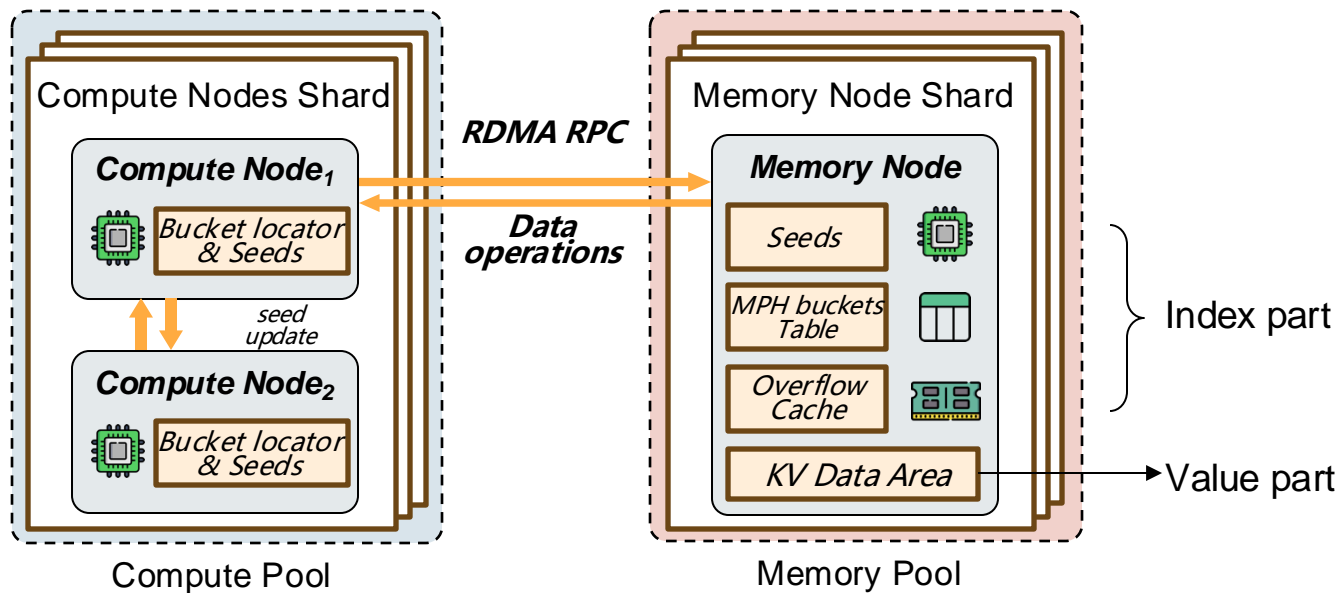 Compute Nodes Shard
Compute Node1
Bucket locator
& Seeds
seed
update
Compute Node2
Bucket locator
& Seeds
Compute Pool
RDMA RPC
Data
operations
Memory Node Shard
Memory Node
Seeds
MPH buckets
Table
Overflow
Cache
KV Data Area
Memory Pool
Index part
Value part